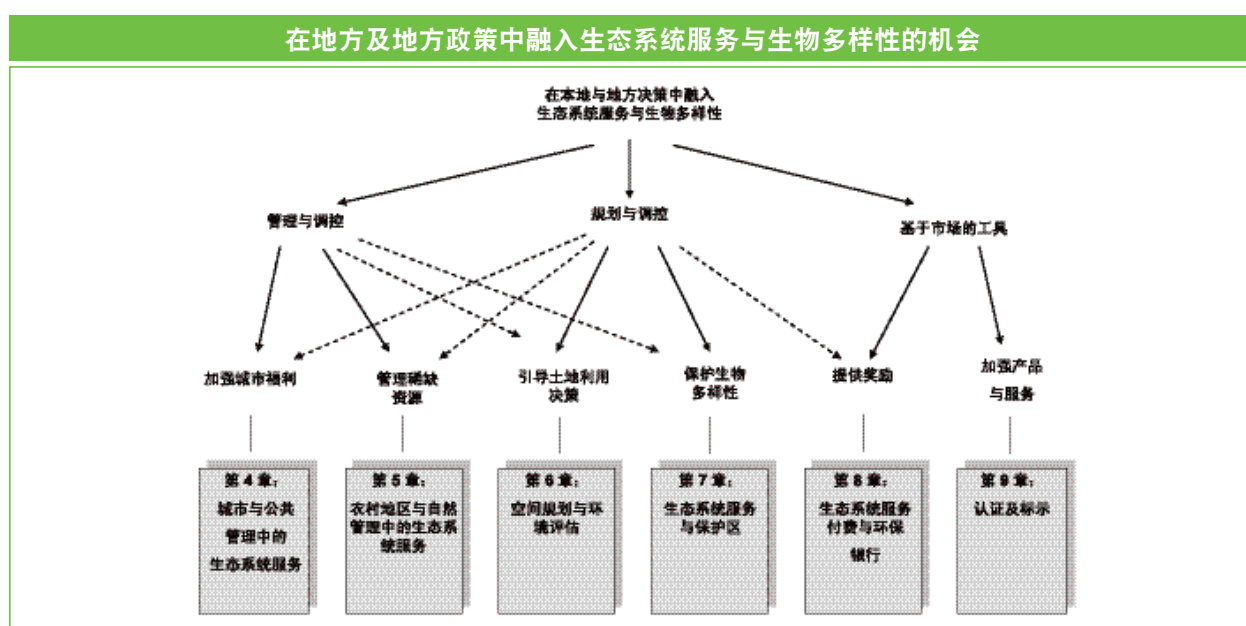 在地方及地方政策中融入生态系统服务与生物多样性的机会
在本地与地方决策中融入
生态系统服务与生物多样性
管理与调控
规划与调控
基于市场的工具
加强城市福利
管理稀缺
资源
引导土地利用
决策
保护生物
多样性
提供奖励
加强产品
与服务
第 4 章：
城市与公共
管理中的
生态系统服务
第 5 章：
农村地区与自然
管理中的生态系
统服务
第 6 章：
空间规划与环
境评估
第 7 章：
生态系统服务
与保护区
第 8 章：
生态系统服务
付费与环保
银行
第 9 章：
认证及标示